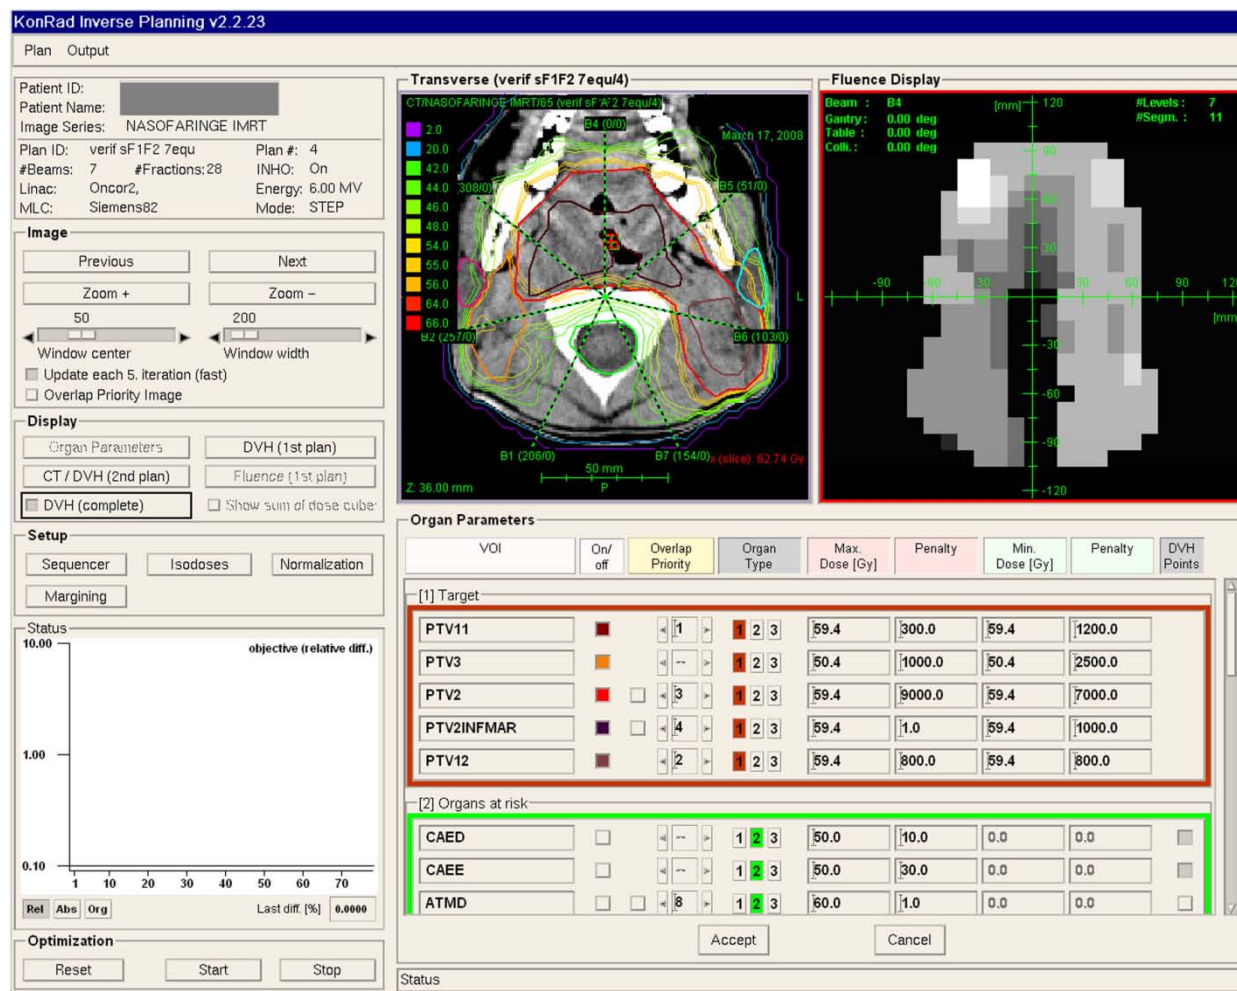 KonRad Inverse Planning v2.2.23
Plan Output
Patient ID:
Patient Name:
Image Series: NASOFARINGE IMRT
Plan ID: verif sF1F2 7equ Plan #: 4
#Beams: 7 #Fractions: 28 INHO: On
Linac: Oncor2, Energy: 6.00 MV
MLC: Siemens82 Mode: STEP
Image
Previous Next
Zoom + Zoom –
50 200
Window center Window width
Update each 5. iteration (fast)
Overlap Priority Image
Display
Organ Parameters DVH (1st plan)
CT / DVH (2nd plan) Fluence (1st plan)
DVH (complete) Show sum of dose cube
Setup
Sequencer Isodoses Normalization
Margining
Status
10.00 objective (relative diff.)
1.00
0.10
1 10 20 30 40 50 60 70
Rel Abs Org Last diff. [%] 0.0000
Optimization
Reset Start Stop
Transverse (verif sF1F2 7equ/4)
CT/NASOFARINGE IMRT/65 (verif sF1F2 7equ/4)
B4 (0/0) March 17, 2008
2.0
20.0
42.0
44.0
46.0
48.0
54.0
55.0
56.0
64.0
66.0
308/0) B5 (51/0)
L
B2 (257/0) B6 (103/0)
B1 (206/0) B7 (154/0) (slice): 62.74 Gy
50 mm
Z: 36.00 mm P
Fluence Display
Beam : B4 [mm] 120 #Levels : 7
Gantry: 0.00 deg #Segm. : 11
Table : 0.00 deg
Colli. : 0.00 deg
90
30
-90 -60 30 30 60 90 120
[mm]
-30
-60
-90
-120
Organ Parameters
VOI On/off Overlap Priority Organ Type Max. Dose [Gy] Penalty Min. Dose [Gy] Penalty DVH Points
[1] Target
PTV11 1 1 2 3 59.4 300.0 59.4 1200.0
PTV3 -- 1 2 3 50.4 1000.0 50.4 2500.0
PTV2 3 1 2 3 59.4 9000.0 59.4 7000.0
PTV2INFMAR 4 1 2 3 59.4 1.0 59.4 1000.0
PTV12 2 1 2 3 59.4 800.0 59.4 800.0
[2] Organs at risk
CAED -- 1 2 3 50.0 10.0 0.0 0.0
CAEE -- 1 2 3 50.0 30.0 0.0 0.0
ATMD 8 1 2 3 60.0 1.0 0.0 0.0
Accept Cancel
Status